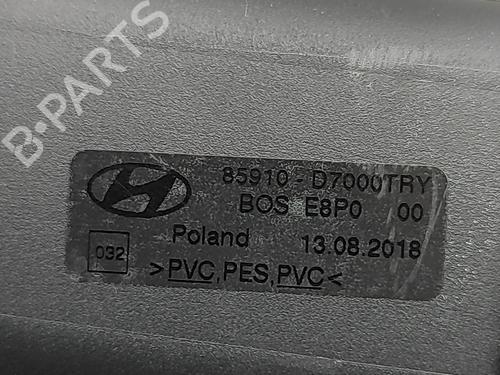 B-PARTS
85910 - D7000TRY
BOS E8P0 00
Poland 13.08.2018
032
>PVC,PES,PVC<